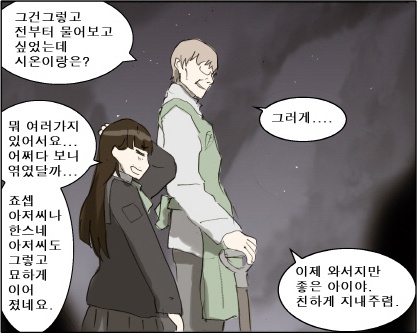 그건그렇고
전부터 물어보고
싶었는데
시온이랑은?
그러게....
뭐 여러가지
있어서요...
어쩌다 보니
엮였달까...
죠셉
아저씨나
한스네
아저씨도
그렇고
묘하게
이어
졌네요.
이제 와서지만
좋은 아이야.
친하게 지내주렴.